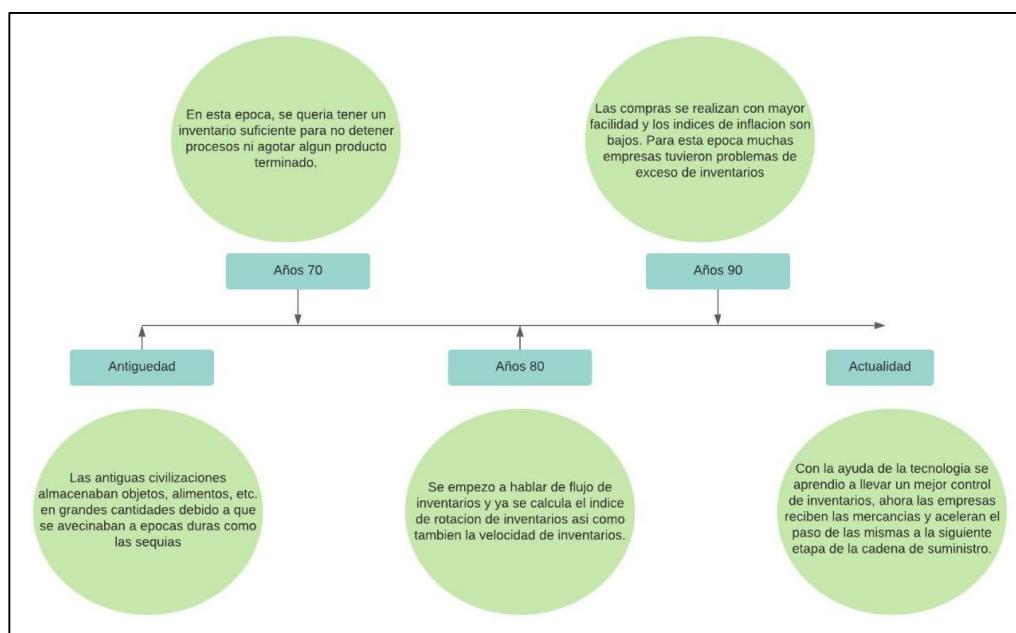 En esta epoca, se queria tener un
inventario suficiente para no detener
procesos ni agotar algun producto
terminado.
Las compras se realizan con mayor
facilidad y los indices de inflacion son
bajos. Para esta epoca muchas
empresas tuvieron problemas de
exceso de inventarios
Años 70
Años 90
Antiguedad
Años 80
Actualidad
Las antiguas civilizaciones
almacenaban objetos, alimentos, etc.
en grandes cantidades debido a que
se avecinaban a epocas duras como
las sequias
Se empezo a hablar de flujo de
inventarios y ya se calcula el indice
de rotacion de inventarios asi como
tambien la velocidad de inventarios.
Con la ayuda de la tecnologia se
aprendio a llevar un mejor control
de inventarios, ahora las empresas
reciben las mercancias y aceleran el
paso de las mismas a la siguiente
etapa de la cadena de suministro.